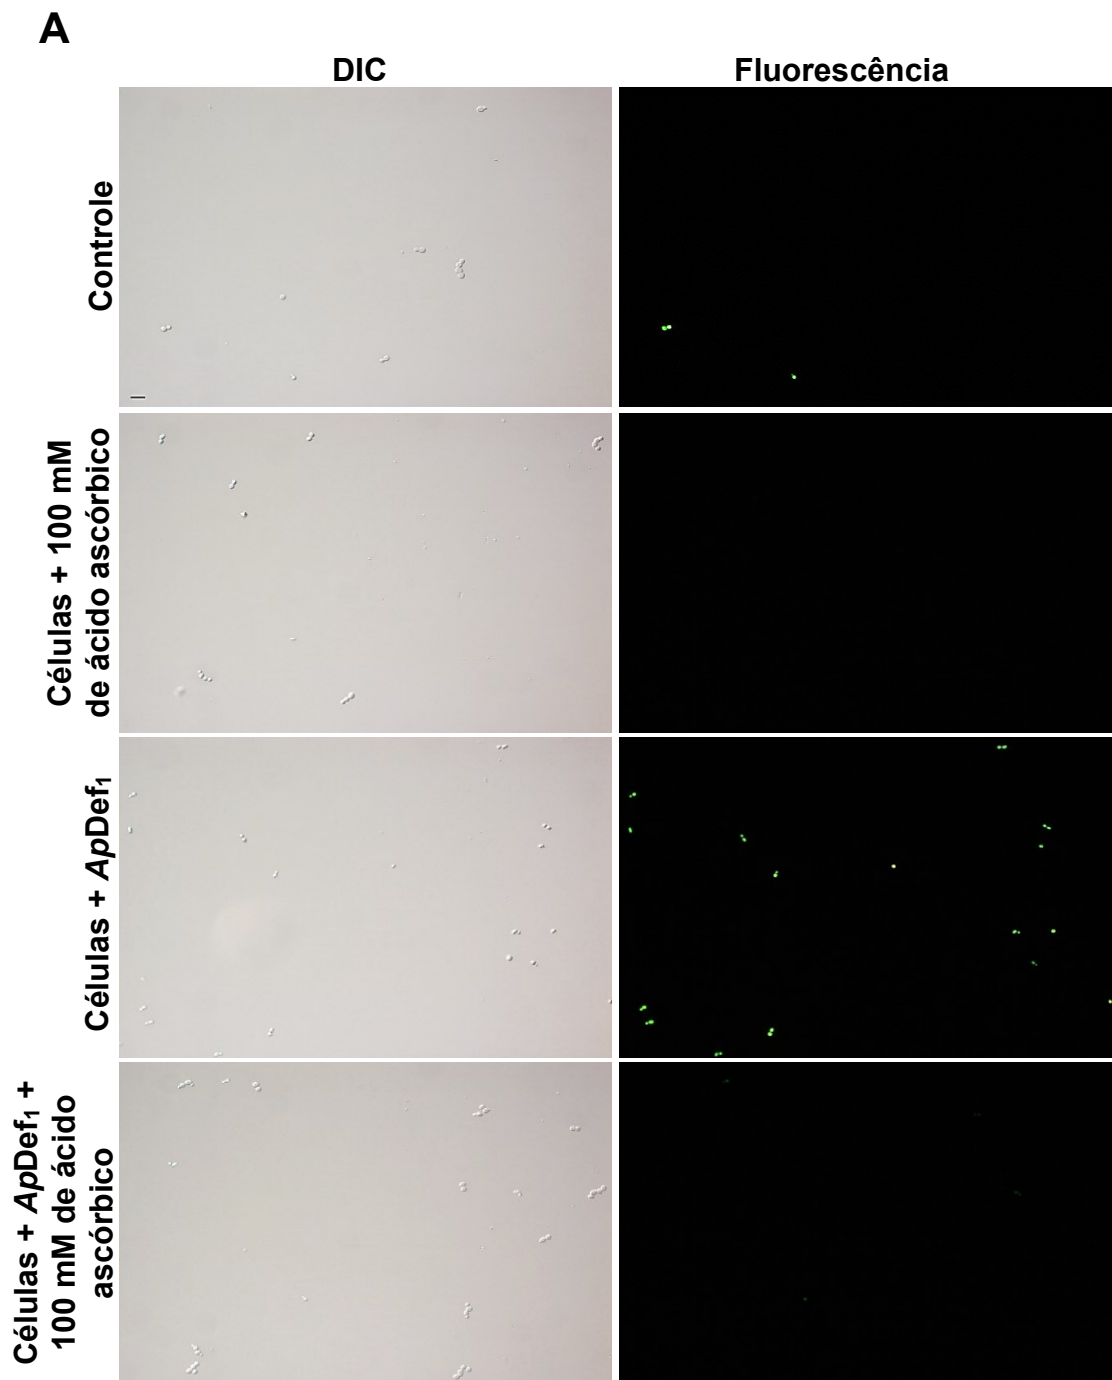 A
DIC
Fluorescência
Controle
Células + 100 mM
de ácido ascórbico
Células + ApDef₁
Células + ApDef₁ +
100 mM de ácido
ascórbico